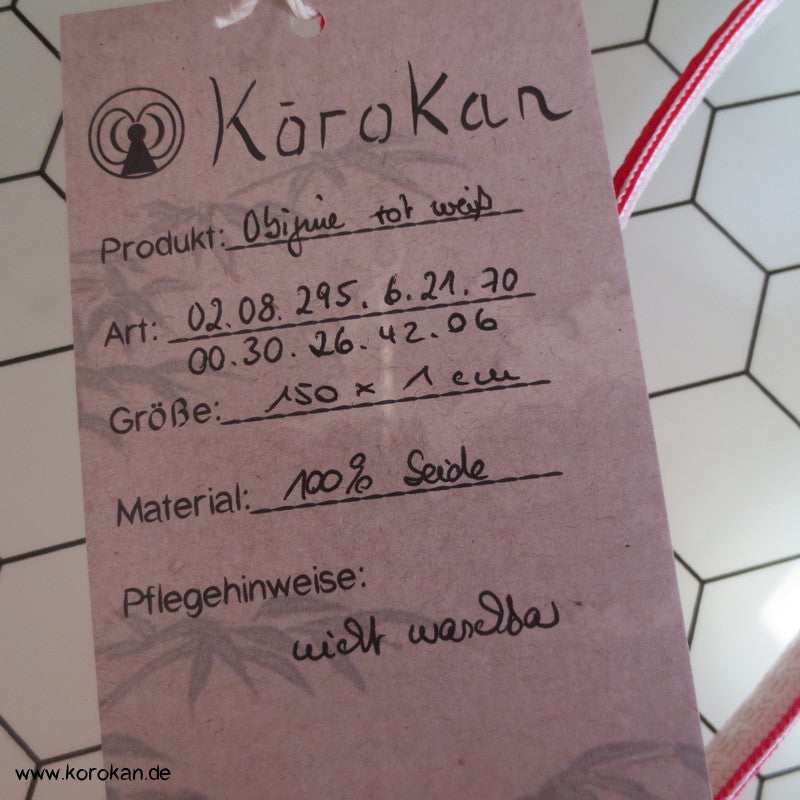 Kōrokan
Produkt: Obijime rot weiß
Art: 02.08.295.6.21.70
00.30.26.42.06
Größe: 150 x 1 cm
Material: 100% Seide
Pflegehinweise:
nicht waschbar
www.korokan.de